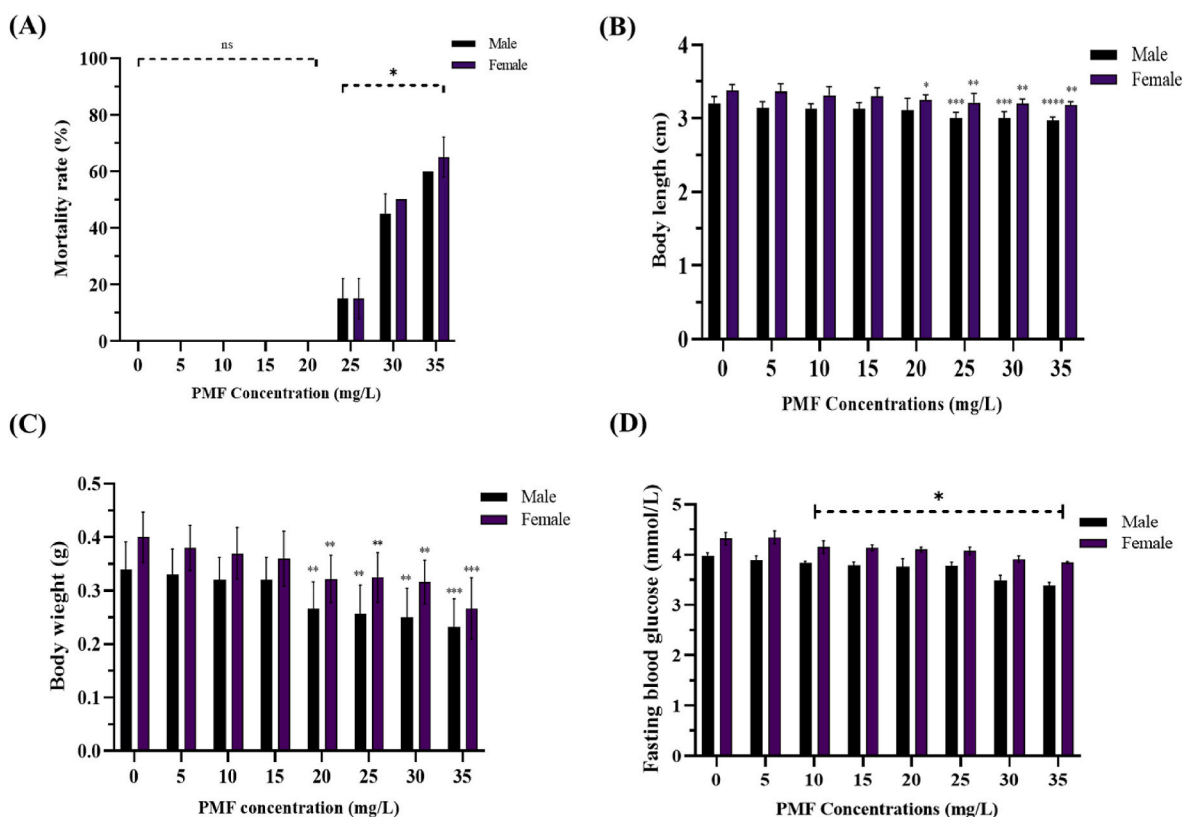 (A)
ns
*
Male
Female
Mortality rate (%)
100
80
60
40
20
0
0 5 10 15 20 25 30 35
PMF Concentration (mg/L)
(B)
Male
Female
Body length (cm)
4
3
2
1
0
* *** ** *** ** **** **
0 5 10 15 20 25 30 35
PMF Concentrations (mg/L)
(C)
Male
Female
Body wieght (g)
0.5
0.4
0.3
0.2
0.1
0.0
** ** ** ** ** ** *** ***
0 5 10 15 20 25 30 35
PMF concentration (mg/L)
(D)
*
Male
Female
Fasting blood glucose (mmol/L)
5
4
3
2
1
0
0 5 10 15 20 25 30 35
PMF Concentrations (mg/L)